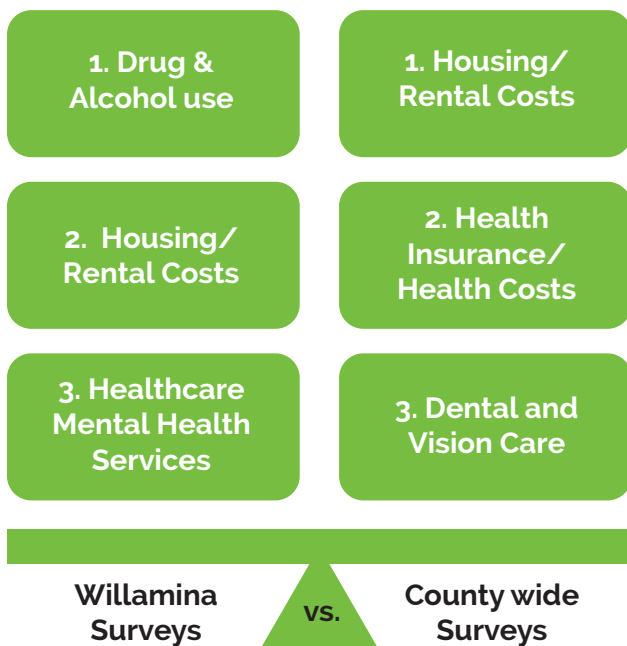 1. Drug &
Alcohol use
1. Housing/
Rental Costs
2. Housing/
Rental Costs
2. Health
Insurance/
Health Costs
3. Healthcare
Mental Health
Services
3. Dental and
Vision Care
Willamina
Surveys
vs.
County wide
Surveys